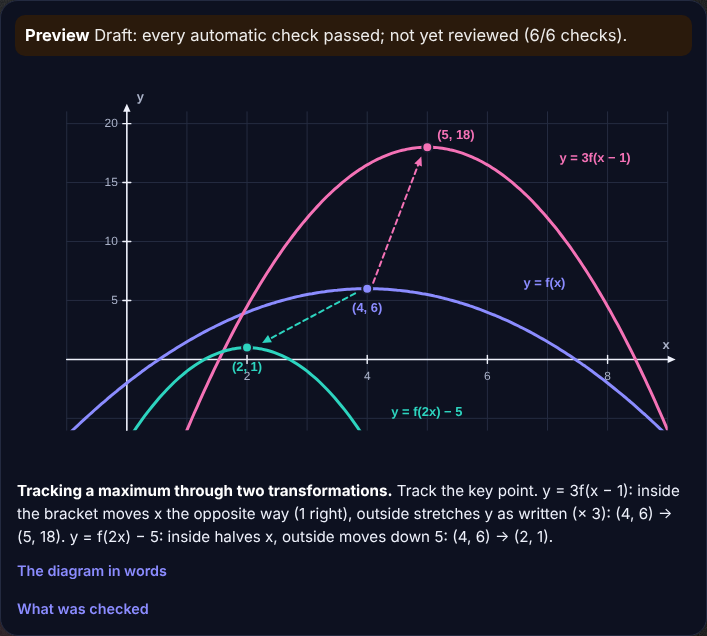 Preview Draft: every automatic check passed; not yet reviewed (6/6 checks).
y
20
(5, 18)
y = 3f(x − 1)
15
10
y = f(x)
5
(4, 6)
x
(2, 1)
2
4
6
8
y = f(2x) − 5
Tracking a maximum through two transformations. Track the key point. y = 3f(x − 1): inside
the bracket moves x the opposite way (1 right), outside stretches y as written (× 3): (4, 6) →
(5, 18). y = f(2x) − 5: inside halves x, outside moves down 5: (4, 6) → (2, 1).
The diagram in words
What was checked